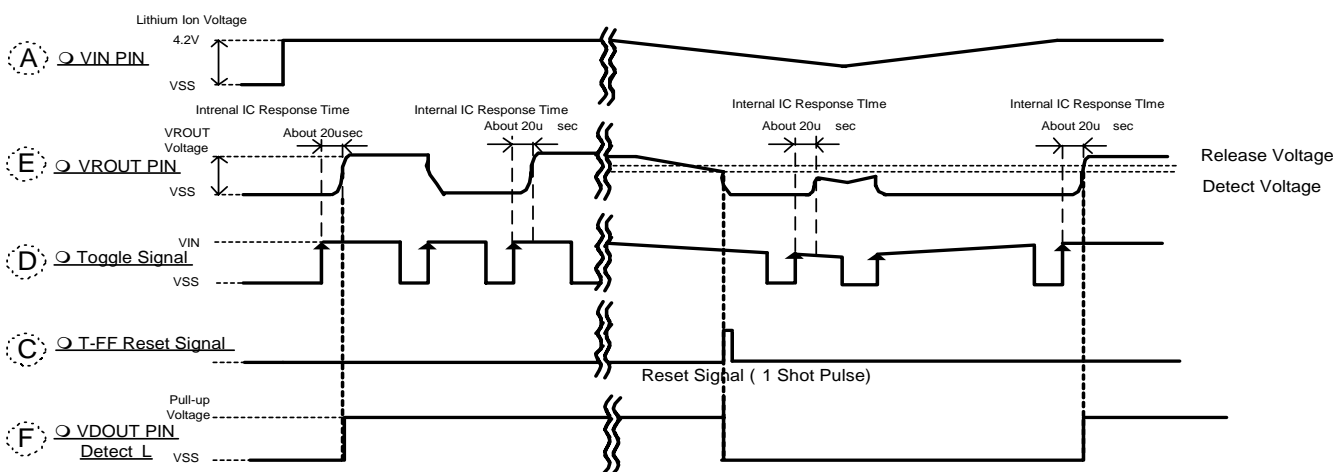 Lithium Ion Voltage
4.2V
A ❍ VIN PIN
VSS
Intrenal IC Response Time
Internal IC Response Time
Internal IC Response TIme
Internal IC Response TIme
VROUT
Voltage
About 20usec
About 20u sec
About 20u sec
About 20u sec
E ❍ VROUT PIN
Release Voltage
VSS
Detect Voltage
VIN
D ❍ Toggle Signal
VSS
C ❍ T-FF Reset Signal
Reset Signal ( 1 Shot Pulse)
Pull-up
Voltage
F ❍ VDOUT PIN
Detect L
VSS